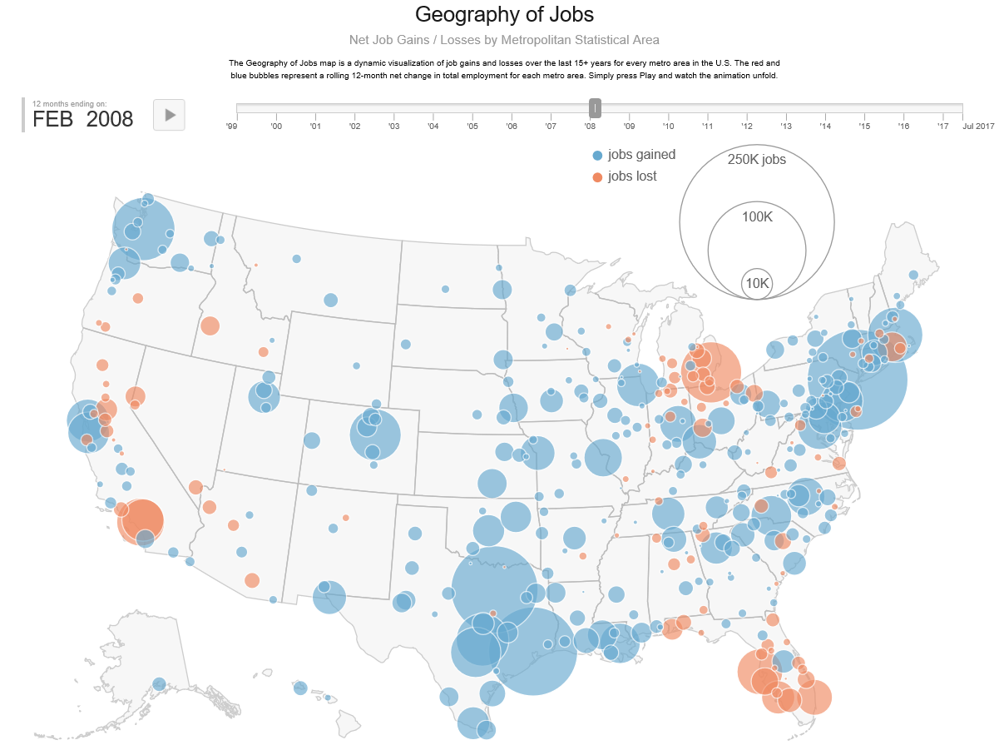 Geography of Jobs
Net Job Gains / Losses by Metropolitan Statistical Area
The Geography of Jobs map is a dynamic visualization of job gains and losses over the last 15+ years for every metro area in the U.S. The red and
blue bubbles represent a rolling 12-month net change in total employment for each metro area. Simply press Play and watch the animation unfold.
12 months ending on:
FEB 2008
'99 '00 '01 '02 '03 '04 '05 '06 '07 '08 '09 '10 '11 '12 '13 '14 '15 '16 '17 Jul 2017
jobs gained
jobs lost
250K jobs
100K
10K